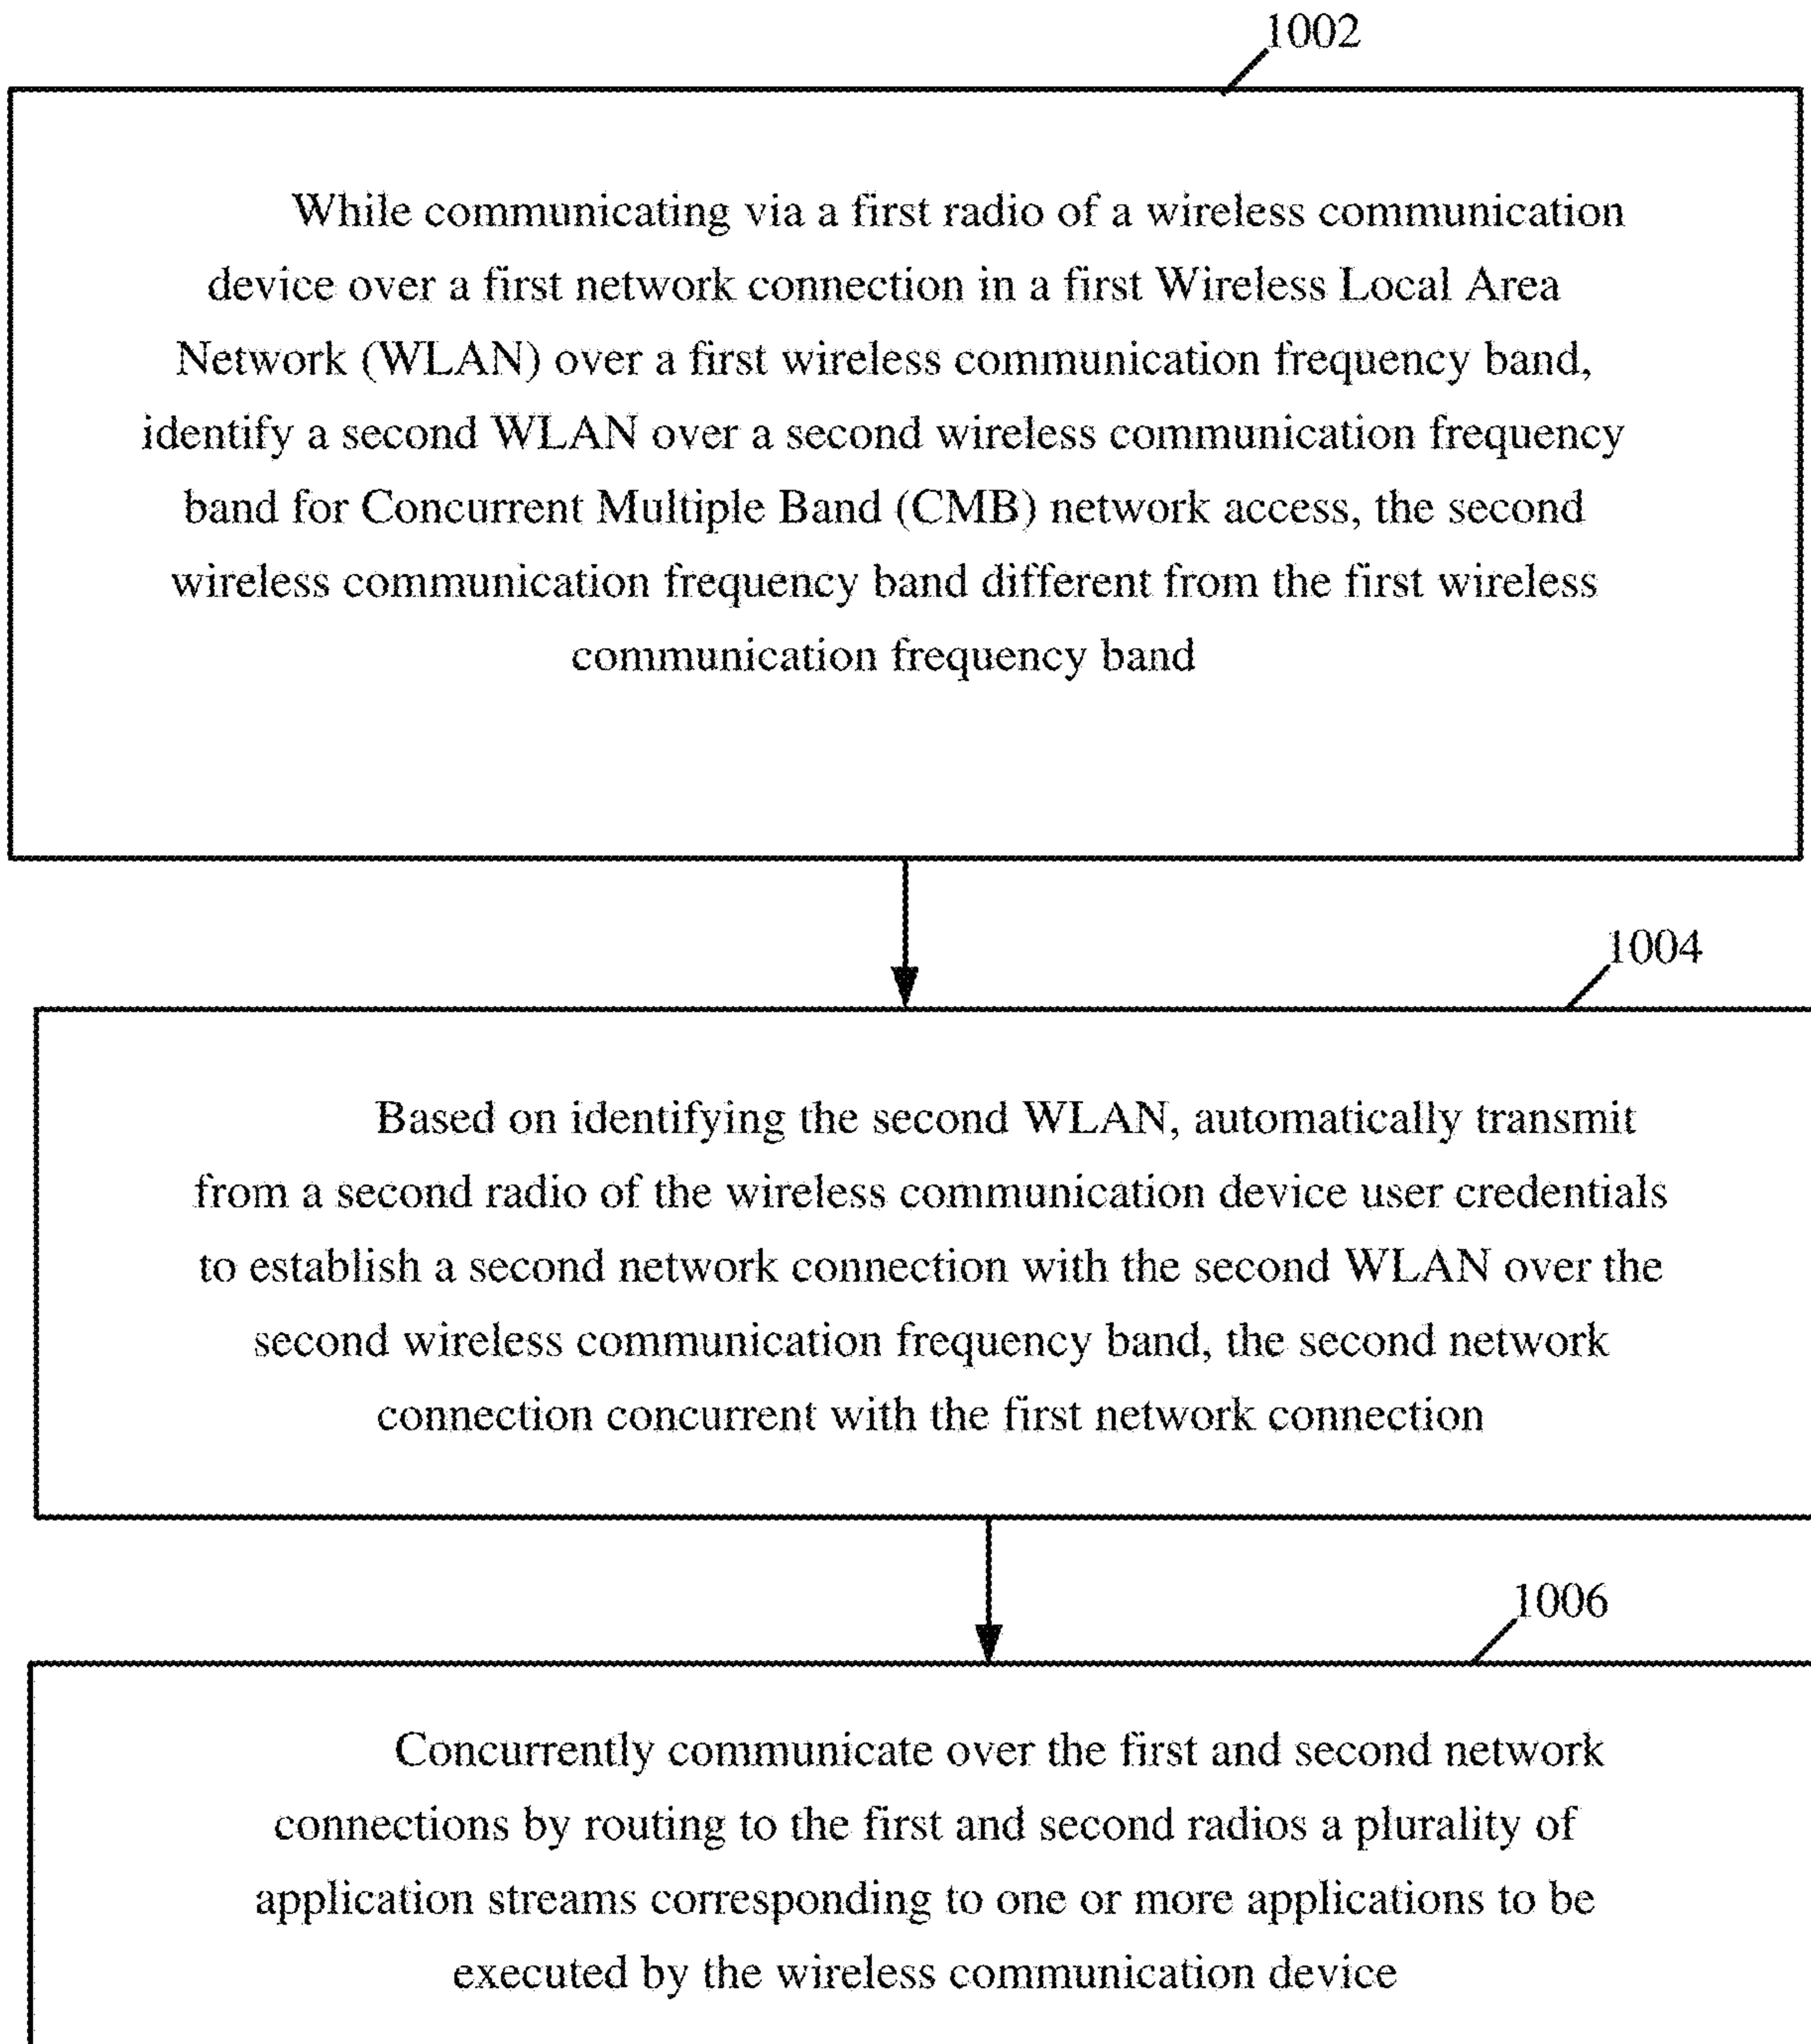 1002
While communicating via a first radio of a wireless communication
device over a first network connection in a first Wireless Local Area
Network (WLAN) over a first wireless communication frequency band,
identify a second WLAN over a second wireless communication frequency
band for Concurrent Multiple Band (CMB) network access, the second
wireless communication frequency band different from the first wireless
communication frequency band
1004
Based on identifying the second WLAN, automatically transmit
from a second radio of the wireless communication device user credentials
to establish a second network connection with the second WLAN over the
second wireless communication frequency band, the second network
connection concurrent with the first network connection
1006
Concurrently communicate over the first and second network
connections by routing to the first and second radios a plurality of
application streams corresponding to one or more applications to be
executed by the wireless communication device